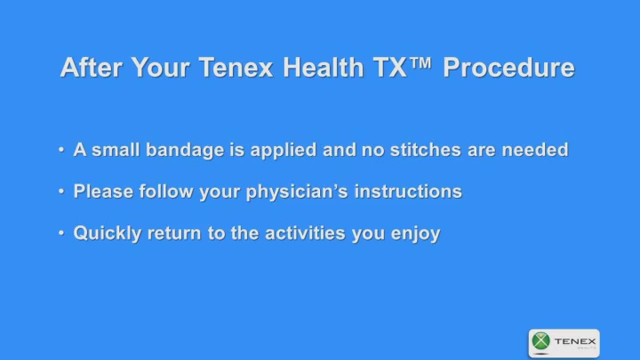 After Your Tenex Health TX™ Procedure
• A small bandage is applied and no stitches are needed
• Please follow your physician's instructions
• Quickly return to the activities you enjoy
TENEX